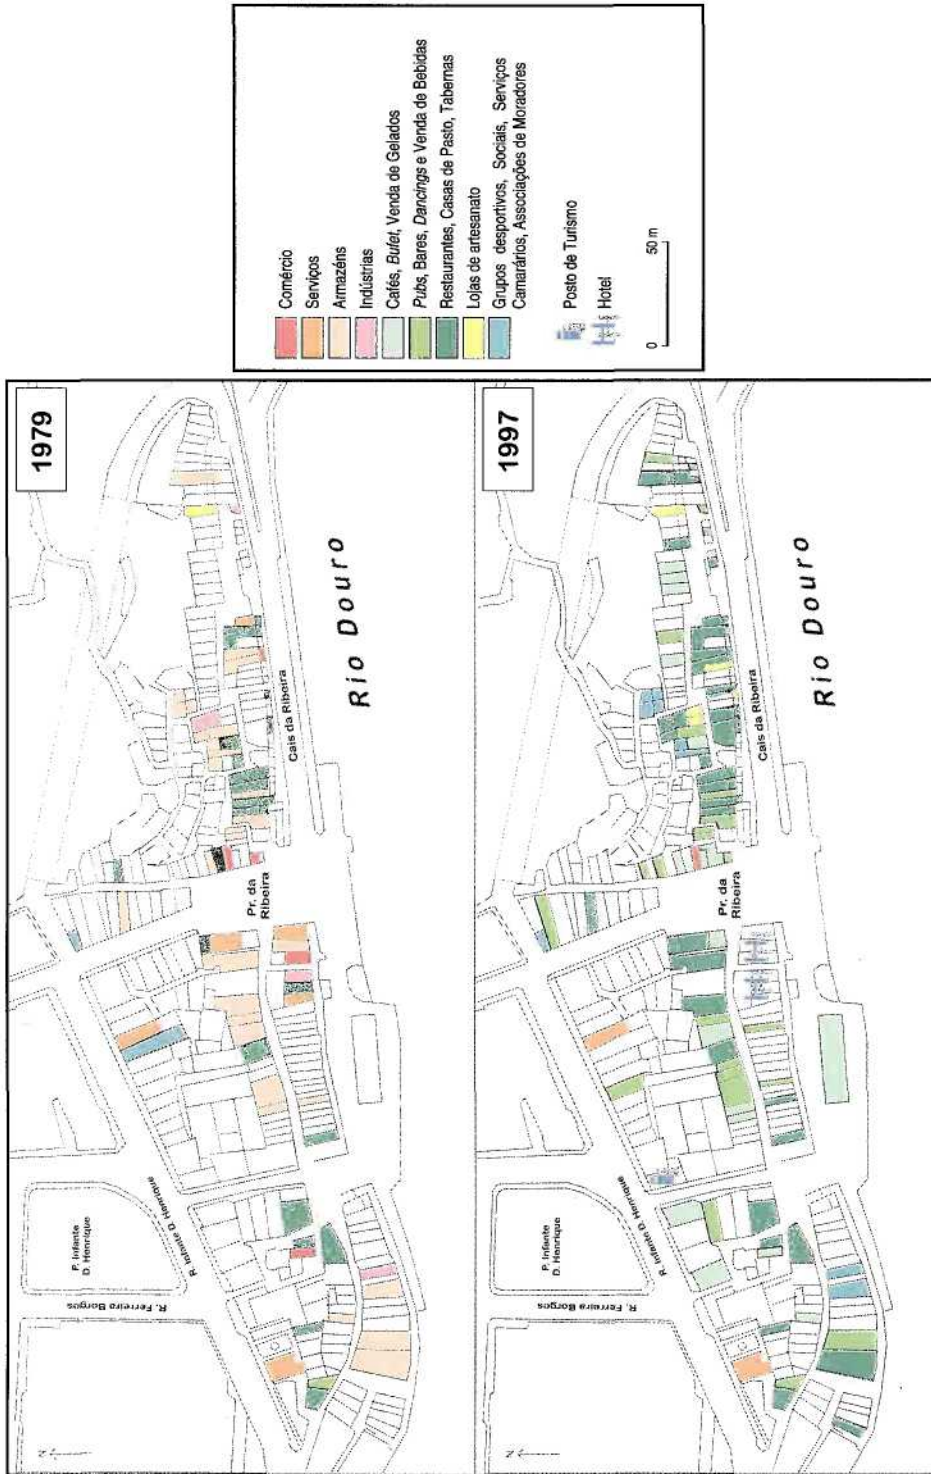 1979
Rio Douro
Cais da Ribeira
Pr. da
Ribeira
R. Infante D. Henrique
P. Infante
D. Henrique
R. Ferreira Borges
N
1997
Rio Douro
Cais da Ribeira
Pr. da
Ribeira
R. Infante D. Henrique
P. Infante
D. Henrique
R. Ferreira Borges
N
Comércio
Serviços
Armazéns
Indústrias
Cafés, Bufet, Venda de Gelados
Pubs, Bares, Dancings e Venda de Bebidas
Restaurantes, Casas de Pasto, Tabernas
Lojas de artesanato
Grupos desportivos, Sociais, Serviços
Camarários, Associações de Moradores
Posto de Turismo
Hotel
0 50 m